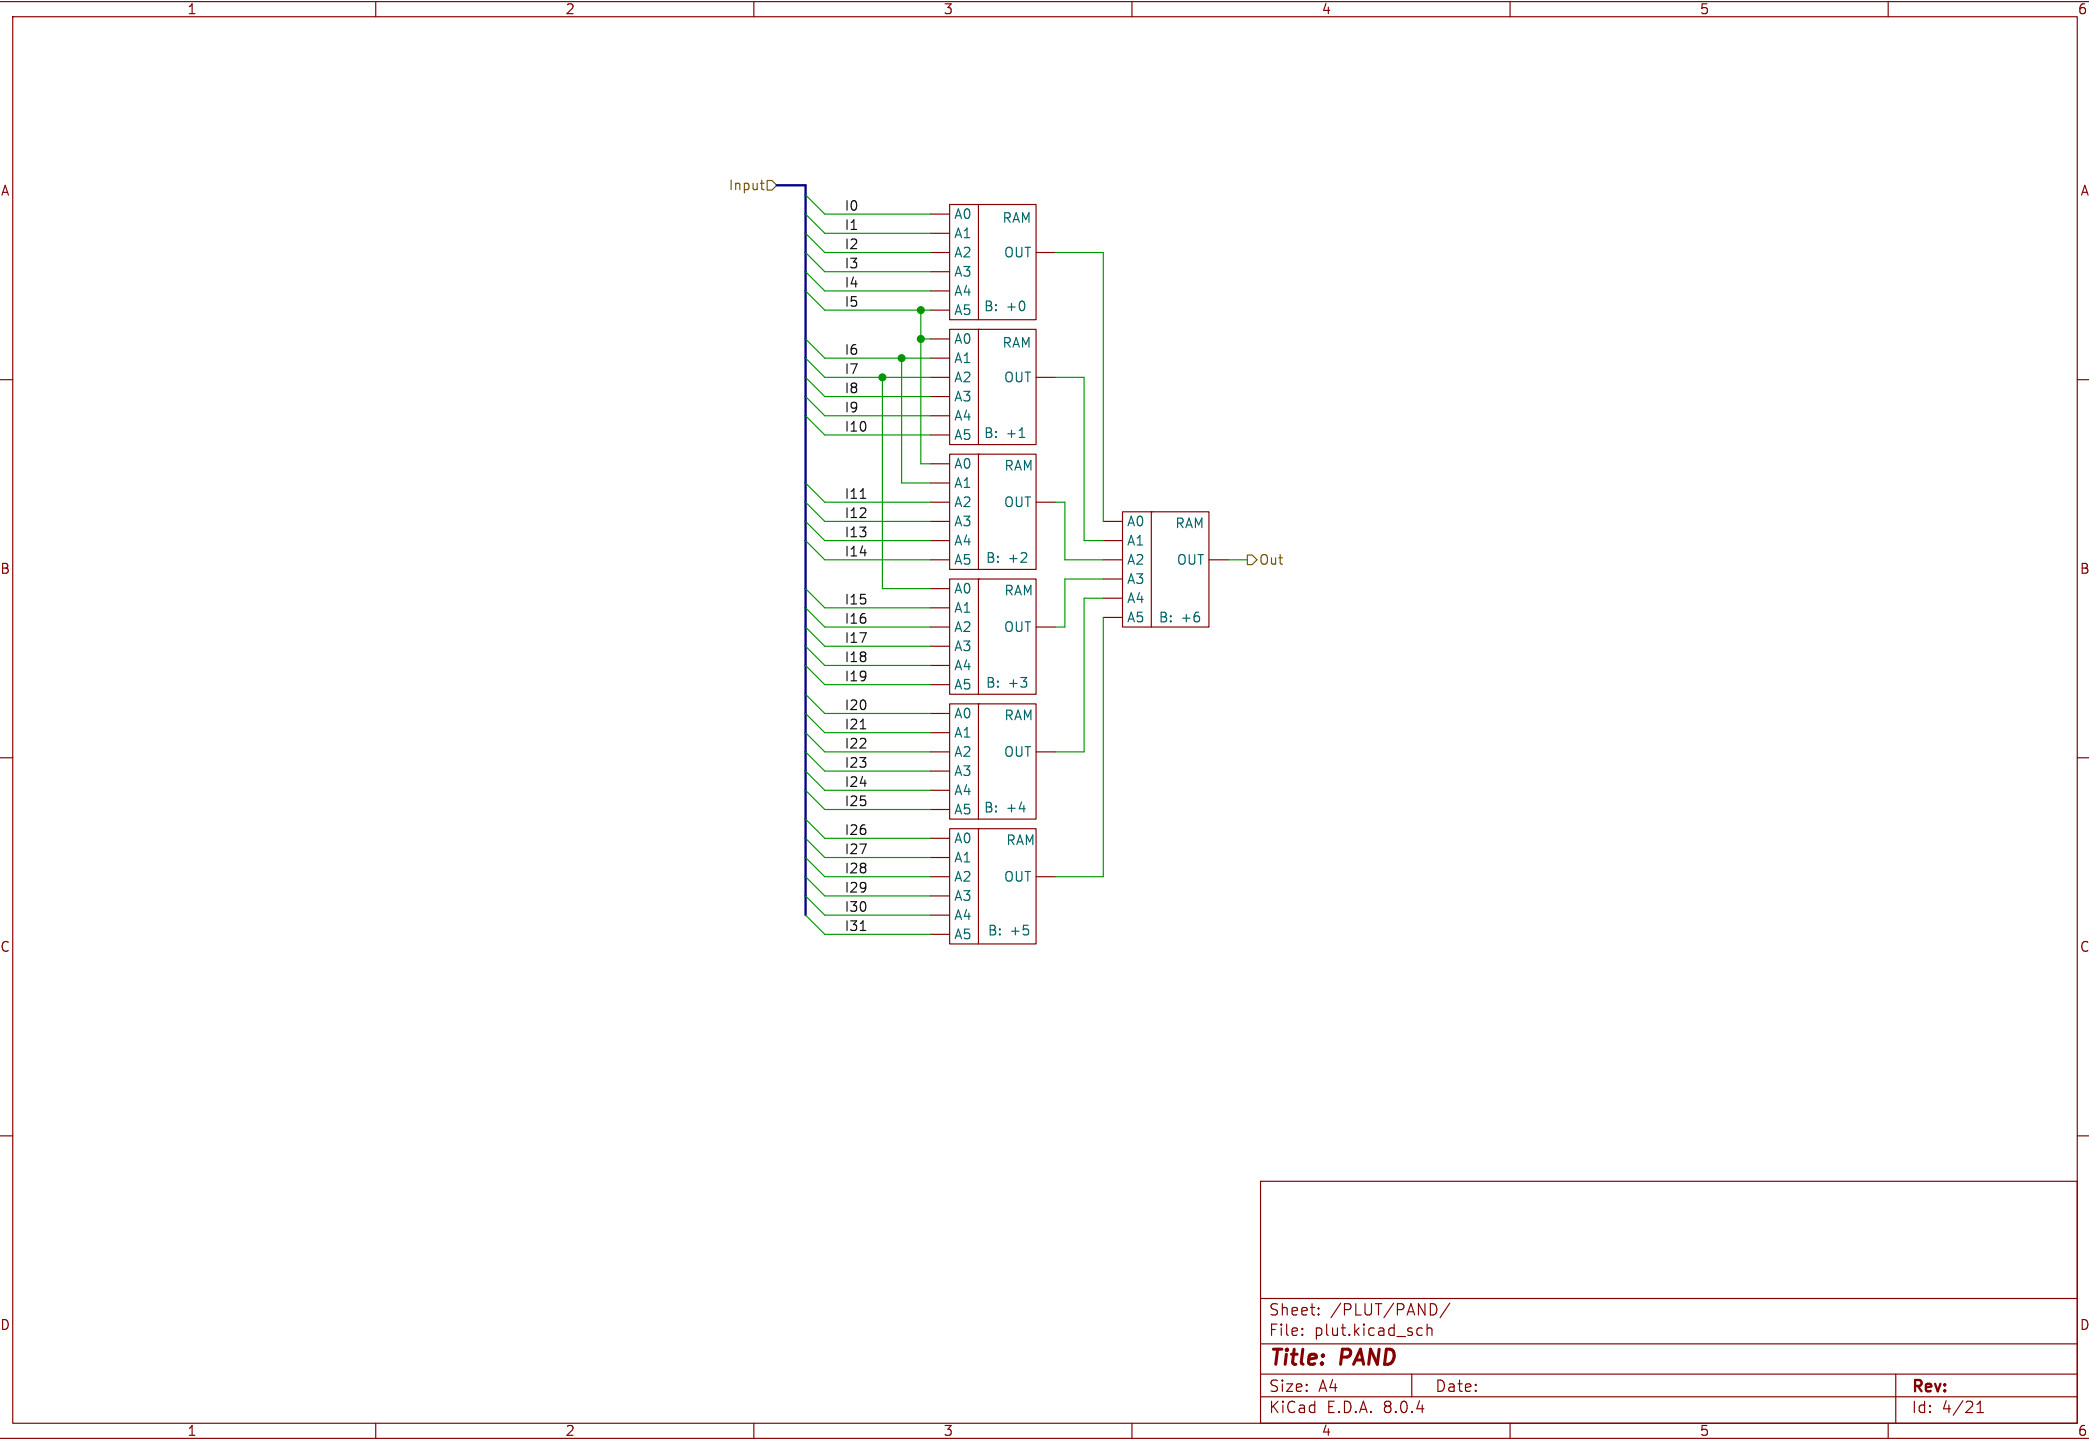 1 2 3 4 5 6
A A
Input
I0 A0 RAM
I1 A1
I2 A2 OUT
I3 A3
I4 A4
I5 A5 B: +0
A0 RAM
I6 A1
I7 A2 OUT
I8 A3
I9 A4
I10 A5 B: +1
A0 RAM
A1
I11 A2 OUT
I12 A3
I13 A4
I14 A5 B: +2
A0 RAM
A1
A2 OUT Out
A3
A4
A5 B: +6
B B
A0 RAM
I15 A1
I16 A2 OUT
I17 A3
I18 A4
I19 A5 B: +3
I20 A0 RAM
I21 A1
I22 A2 OUT
I23 A3
I24 A4
I25 A5 B: +4
I26 A0 RAM
I27 A1
I28 A2 OUT
I29 A3
I30 A4
I31 A5 B: +5
C C
D D
Sheet: /PLUT/PAND/
File: plut.kicad_sch
Title: PAND
Size: A4 Date: Rev:
KiCad E.D.A. 8.0.4 Id: 4/21
1 2 3 4 5 6